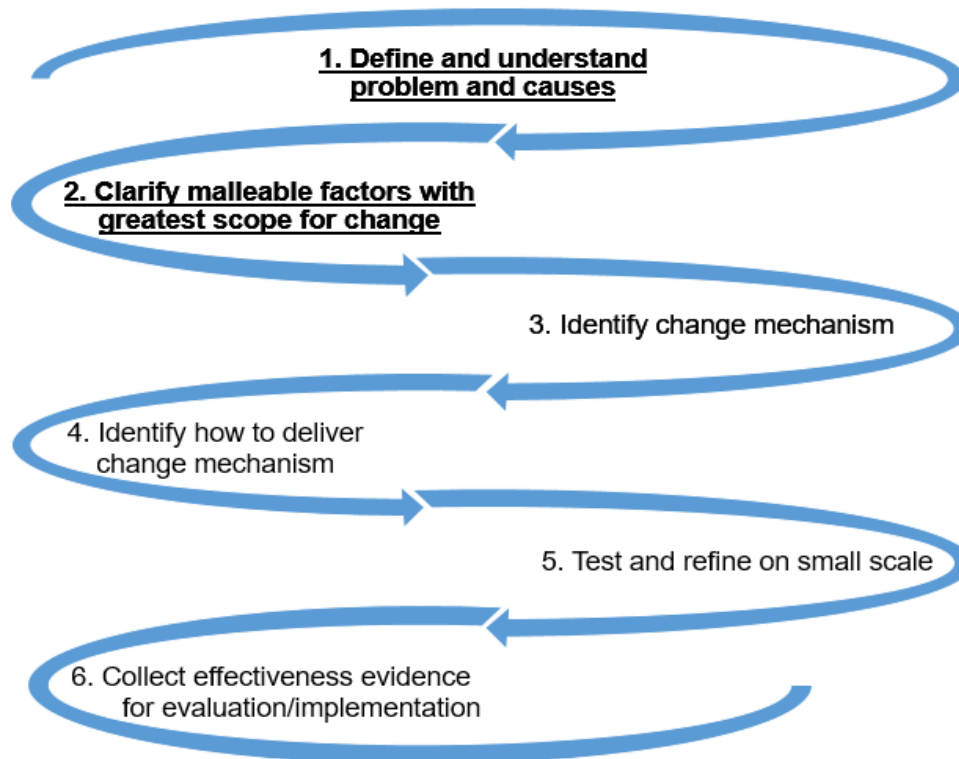 1. Define and understand
problem and causes
2. Clarify malleable factors with
greatest scope for change
3. Identify change mechanism
4. Identify how to deliver
change mechanism
5. Test and refine on small scale
6. Collect effectiveness evidence
for evaluation/implementation